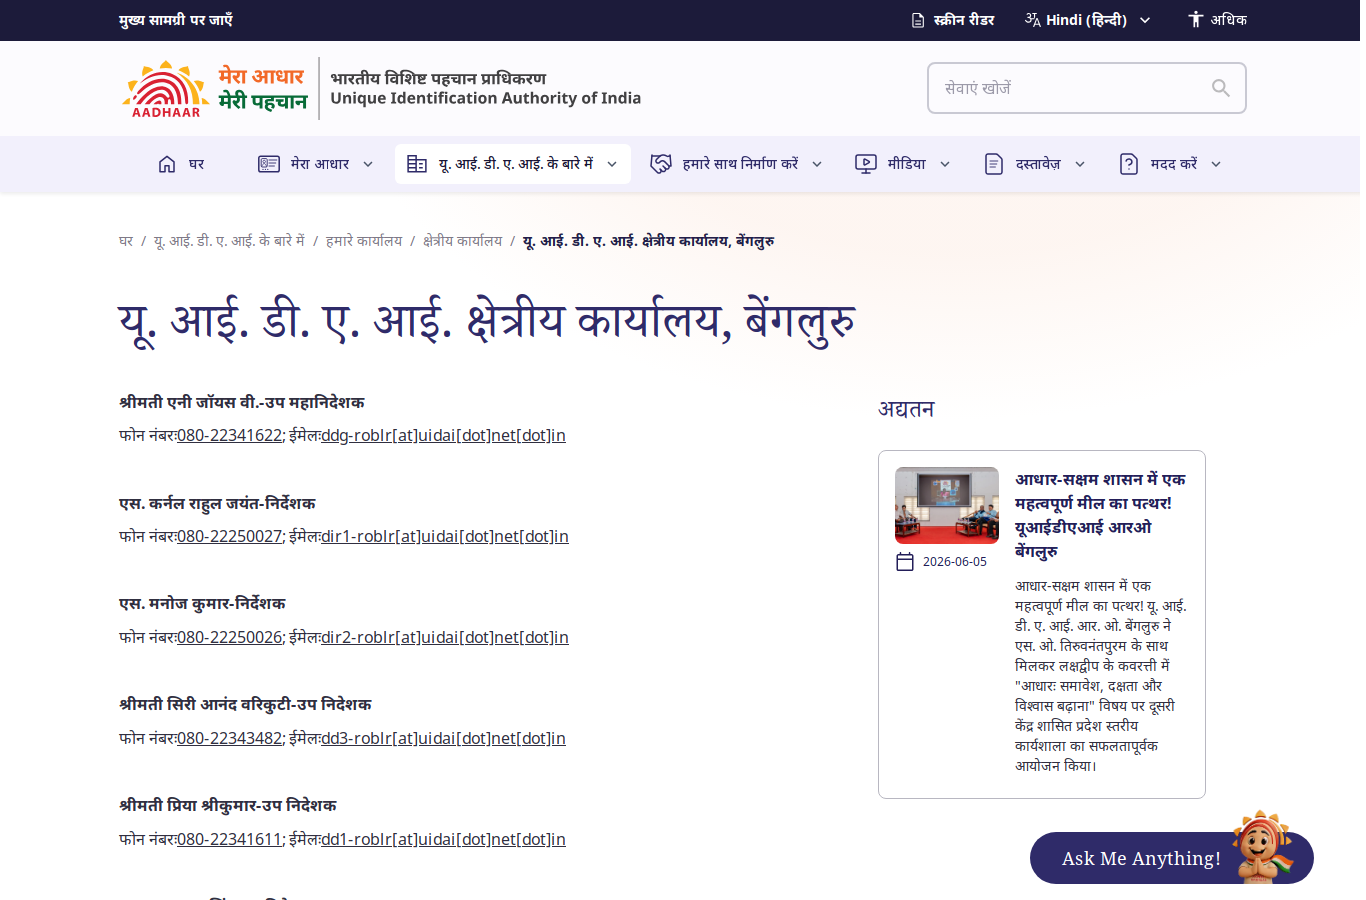 मुख्य सामग्री पर जाएँ
स्क्रीन रीडर
Hindi (हिन्दी)
अधिक
AADHAAR
मेरा आधार
मेरी पहचान
भारतीय विशिष्ट पहचान प्राधिकरण
Unique Identification Authority of India
सेवाएं खोजें
घर
मेरा आधार
यू. आई. डी. ए. आई. के बारे में
हमारे साथ निर्माण करें
मीडिया
दस्तावेज़
मदद करें
घर / यू. आई. डी. ए. आई. के बारे में / हमारे कार्यालय / क्षेत्रीय कार्यालय / यू. आई. डी. ए. आई. क्षेत्रीय कार्यालय, बेंगलुरु
यू. आई. डी. ए. आई. क्षेत्रीय कार्यालय, बेंगलुरु
श्रीमती एनी जॉयस वी.-उप महानिदेशक
फोन नंबरः080-22341622; ईमेलःddg-roblr[at]uidai[dot]net[dot]in
एस. कर्नल राहुल जयंत-निर्देशक
फोन नंबरः080-22250027; ईमेलःdir1-roblr[at]uidai[dot]net[dot]in
एस. मनोज कुमार-निर्देशक
फोन नंबरः080-22250026; ईमेलःdir2-roblr[at]uidai[dot]net[dot]in
श्रीमती सिरी आनंद वरिकुटी-उप निदेशक
फोन नंबरः080-22343482; ईमेलःdd3-roblr[at]uidai[dot]net[dot]in
श्रीमती प्रिया श्रीकुमार-उप निदेशक
फोन नंबरः080-22341611; ईमेलःdd1-roblr[at]uidai[dot]net[dot]in
अद्यतन
2026-06-05
आधार-सक्षम शासन में एक
महत्वपूर्ण मील का पत्थर!
यूआईडीएआई आरओ
बेंगलुरु
आधार-सक्षम शासन में एक
महत्वपूर्ण मील का पत्थर! यू. आई.
डी. ए. आई. आर. ओ. बेंगलुरु ने
एस. ओ. तिरुवनंतपुरम के साथ
मिलकर लक्षद्वीप के कवरत्ती में
"आधारः समावेश, दक्षता और
विश्वास बढ़ाना" विषय पर दूसरी
केंद्र शासित प्रदेश स्तरीय
कार्यशाला का सफलतापूर्वक
आयोजन किया।
Ask Me Anything!